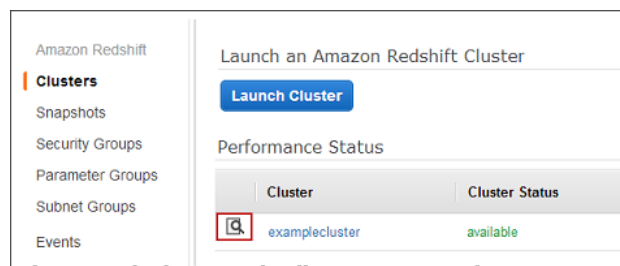 Amazon Redshift
Clusters
Snapshots
Security Groups
Parameter Groups
Subnet Groups
Events
Launch an Amazon Redshift Cluster
Launch Cluster
Performance Status
Cluster Cluster Status
examplecluster available